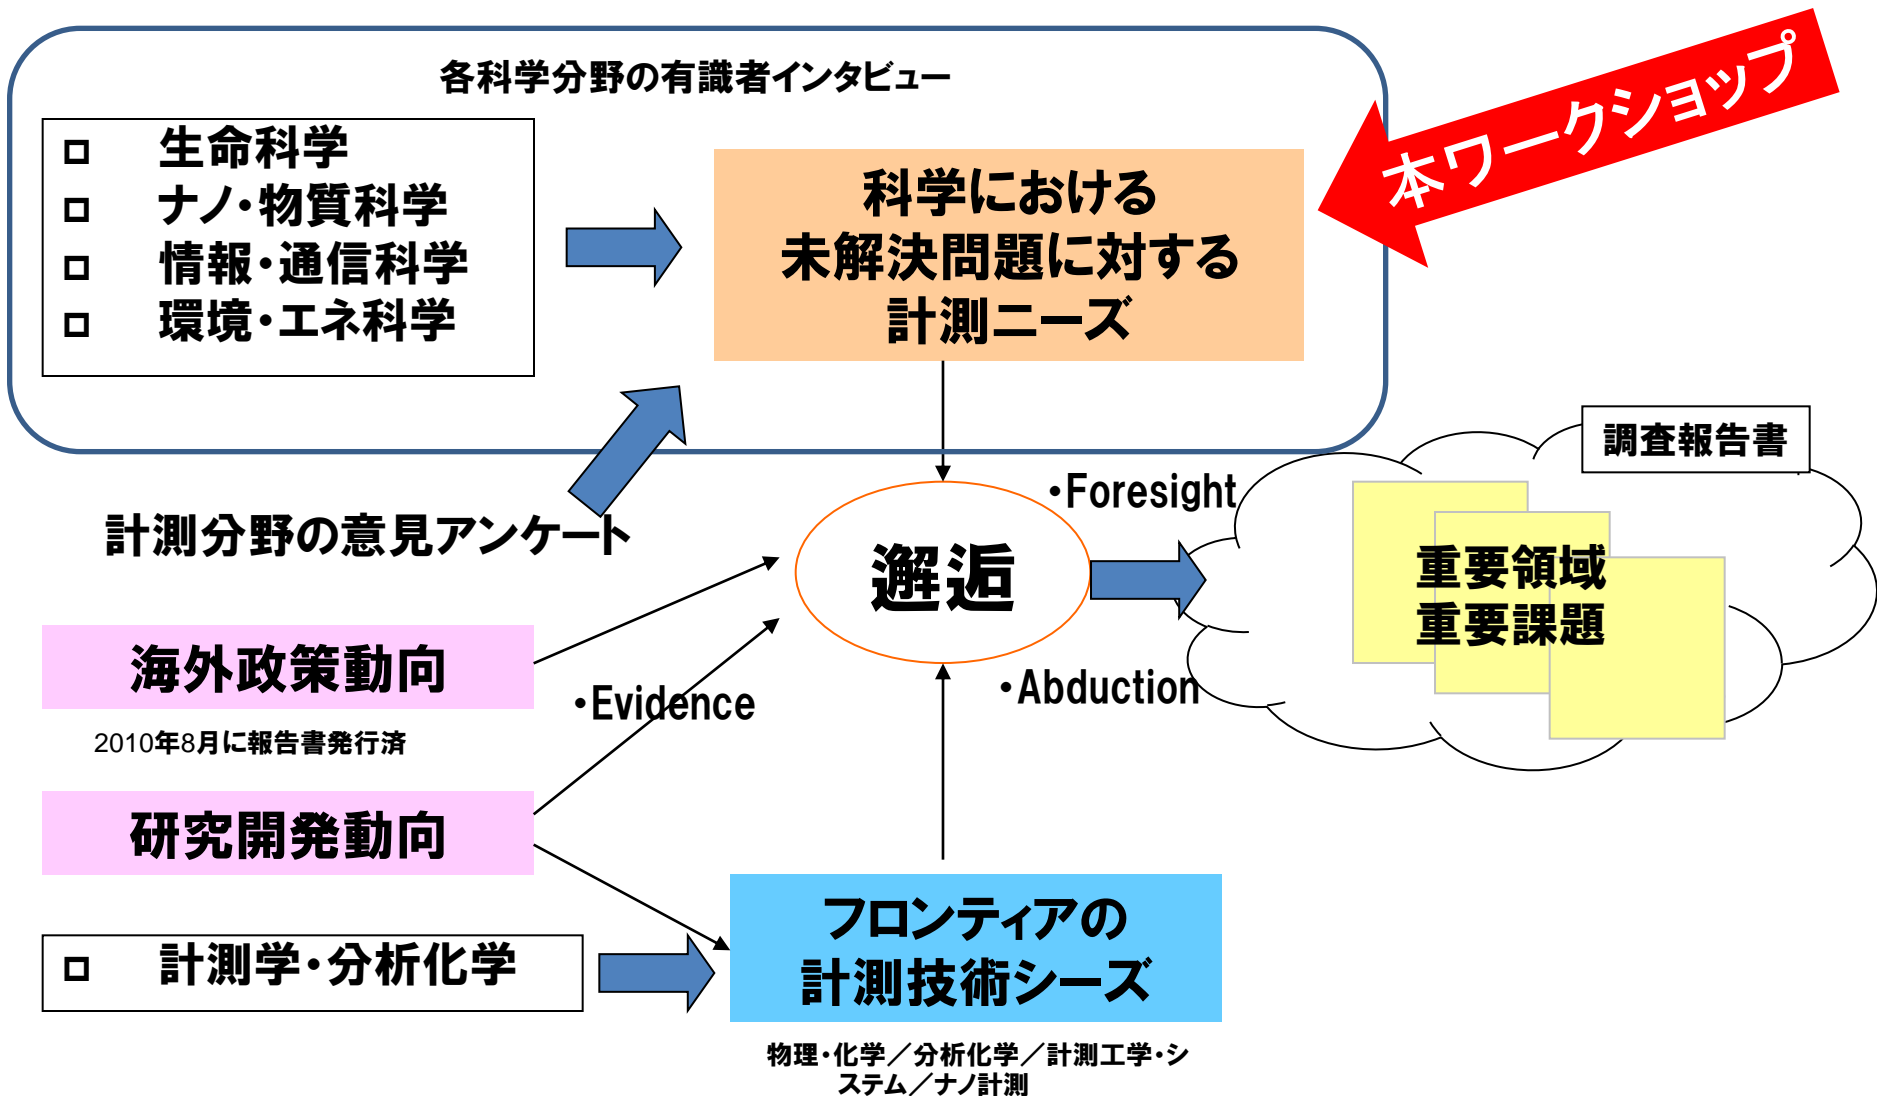 各科学分野の有識者インタビュー
本ワークショップ
生命科学
ナノ・物質科学
情報・通信科学
環境・エネ科学
科学における
未解決問題に対する
計測ニーズ
調査報告書
計測分野の意見アンケート
・Foresight
邂逅
重要領域
重要課題
海外政策動向
・Evidence
・Abduction
2010年8月に報告書発行済
研究開発動向
計測学・分析化学
フロンティアの
計測技術シーズ
物理・化学／分析化学／計測工学・シ
ステム／ナノ計測